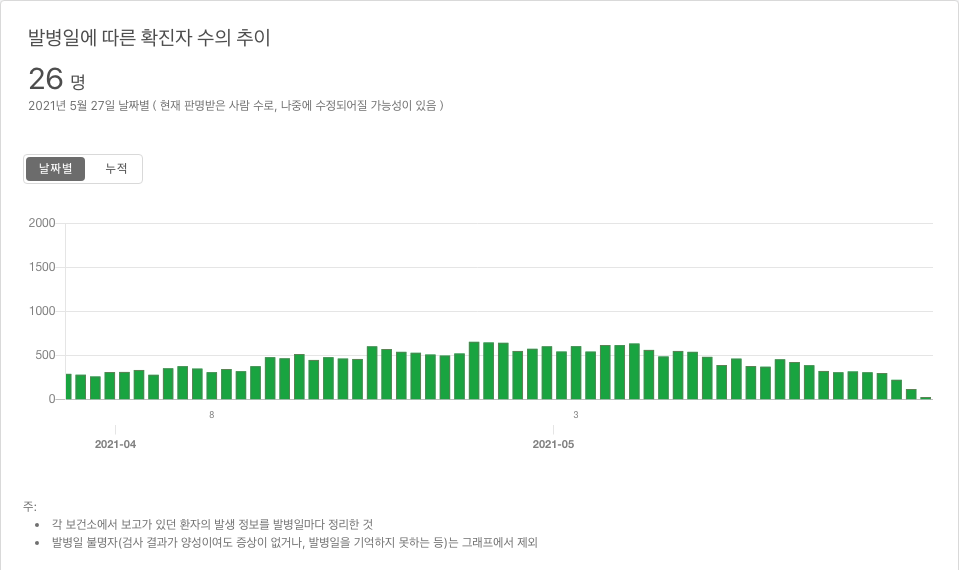 발병일에 따른 확진자 수의 추이
26 명
2021년 5월 27일 날짜별 ( 현재 판명받은 사람 수로, 나중에 수정되어질 가능성이 있음 )
날짜별 누적
2000
1500
1000
500
0
8 3
2021-04 2021-05
주:
• 각 보건소에서 보고가 있던 환자의 발생 정보를 발병일마다 정리한 것
• 발병일 불명자(검사 결과가 양성이여도 증상이 없거나, 발병일을 기억하지 못하는 등)는 그래프에서 제외